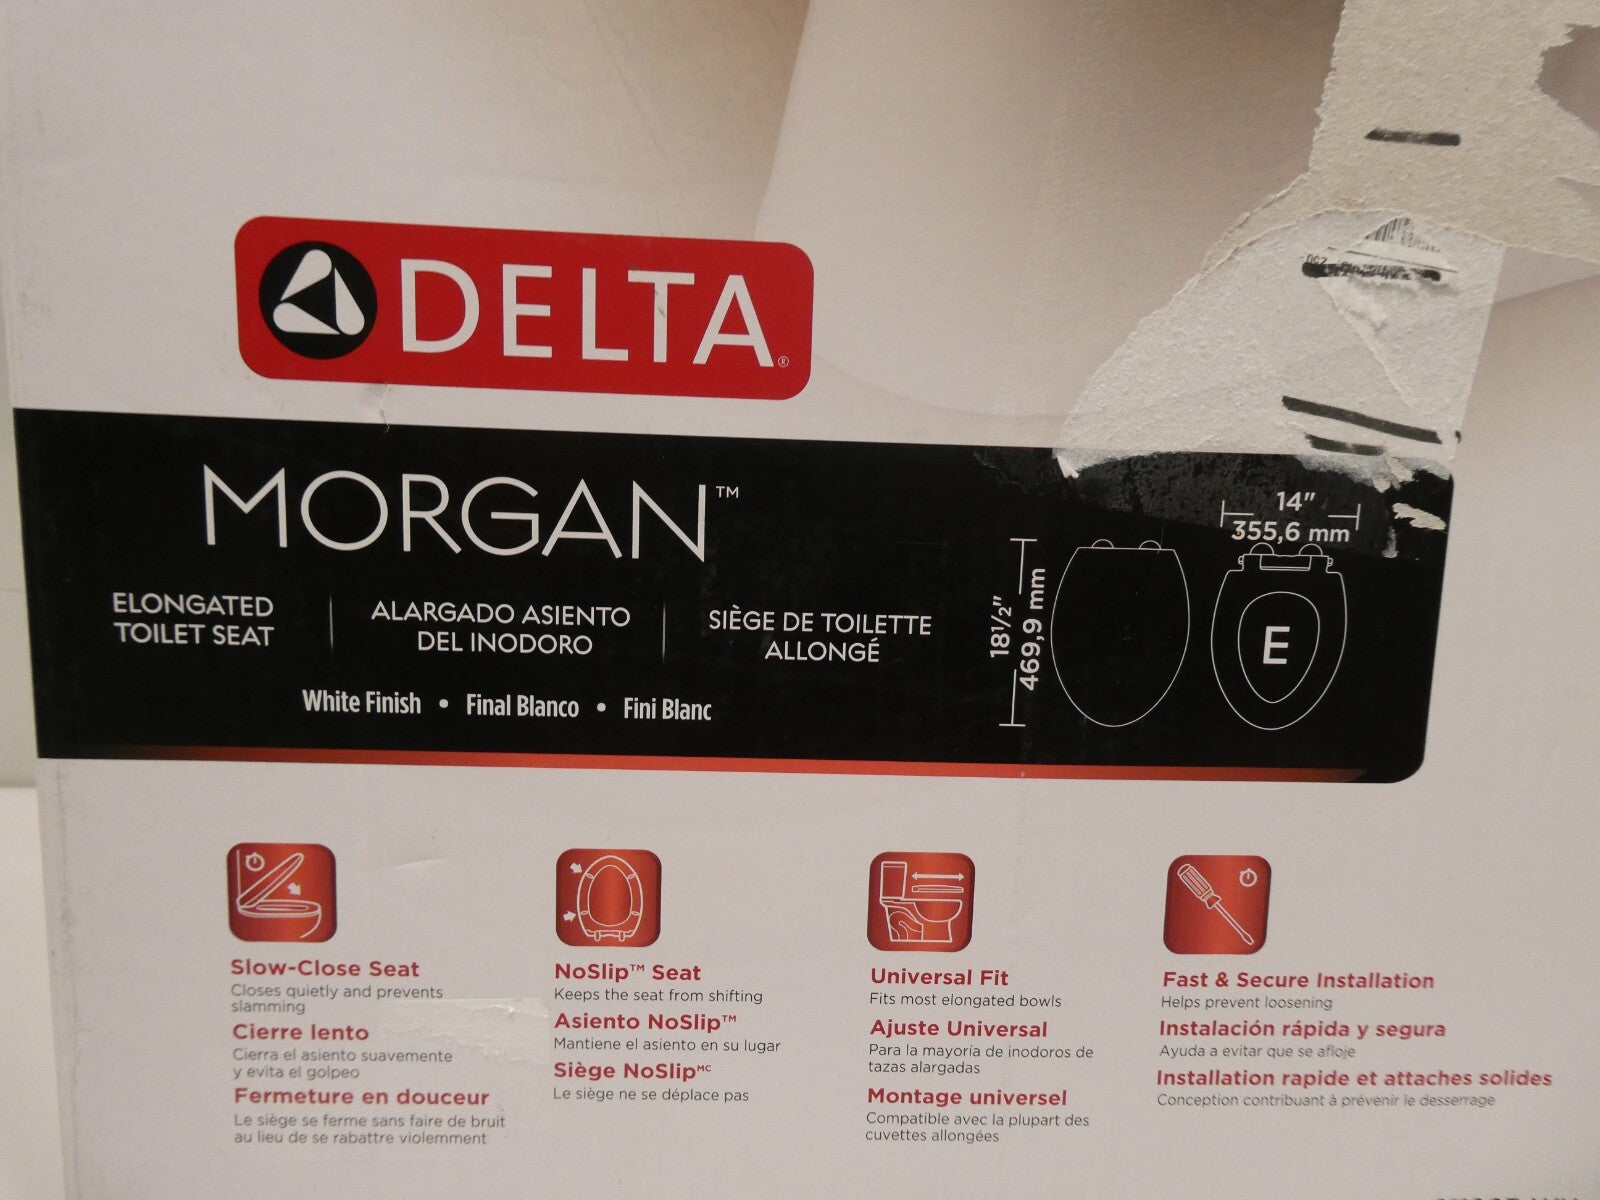 DELTA®
MORGAN™
ELONGATED
TOILET SEAT
ALARGADO ASIENTO
DEL INODORO
SIÈGE DE TOILETTE
ALLONGÉ
White Finish • Final Blanco • Fini Blanc
18½"
469,9 mm
14"
355,6 mm
E
Slow-Close Seat
Closes quietly and prevents
slamming
Cierre lento
Cierra el asiento suavemente
y evita el golpeo
Fermeture en douceur
Le siège se ferme sans faire de bruit
au lieu de se rabattre violemment
NoSlip™ Seat
Keeps the seat from shifting
Asiento NoSlip™
Mantiene el asiento en su lugar
Siège NoSlipᴹᶜ
Le siège ne se déplace pas
Universal Fit
Fits most elongated bowls
Ajuste Universal
Para la mayoría de inodoros de
tazas alargadas
Montage universel
Compatible avec la plupart des
cuvettes allongées
Fast & Secure Installation
Helps prevent loosening
Instalación rápida y segura
Ayuda a evitar que se afloje
Installation rapide et attaches solides
Conception contribuant à prévenir le desserrage